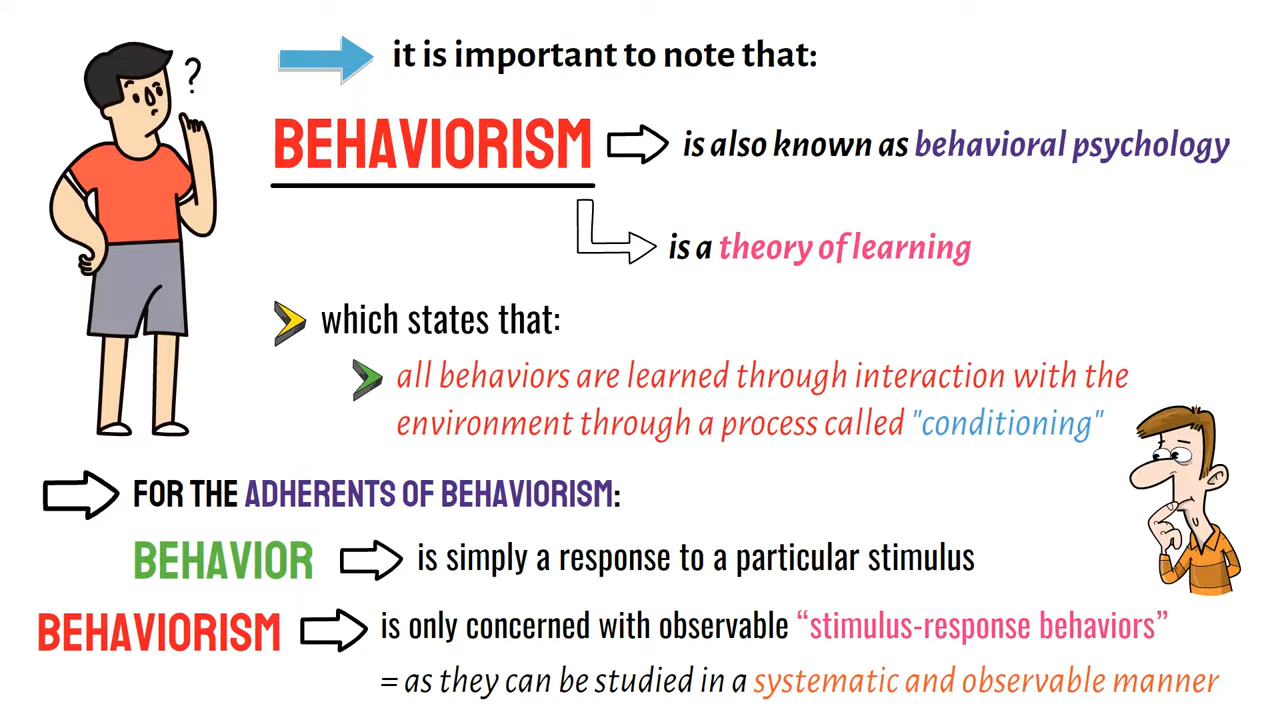 it is important to note that:
?
BEHAVIORISM is also known as behavioral psychology
is a theory of learning
which states that:
all behaviors are learned through interaction with the
environment through a process called "conditioning"
FOR THE ADHERENTS OF BEHAVIORISM:
BEHAVIOR is simply a response to a particular stimulus
BEHAVIORISM is only concerned with observable “stimulus-response behaviors”
= as they can be studied in a systematic and observable manner